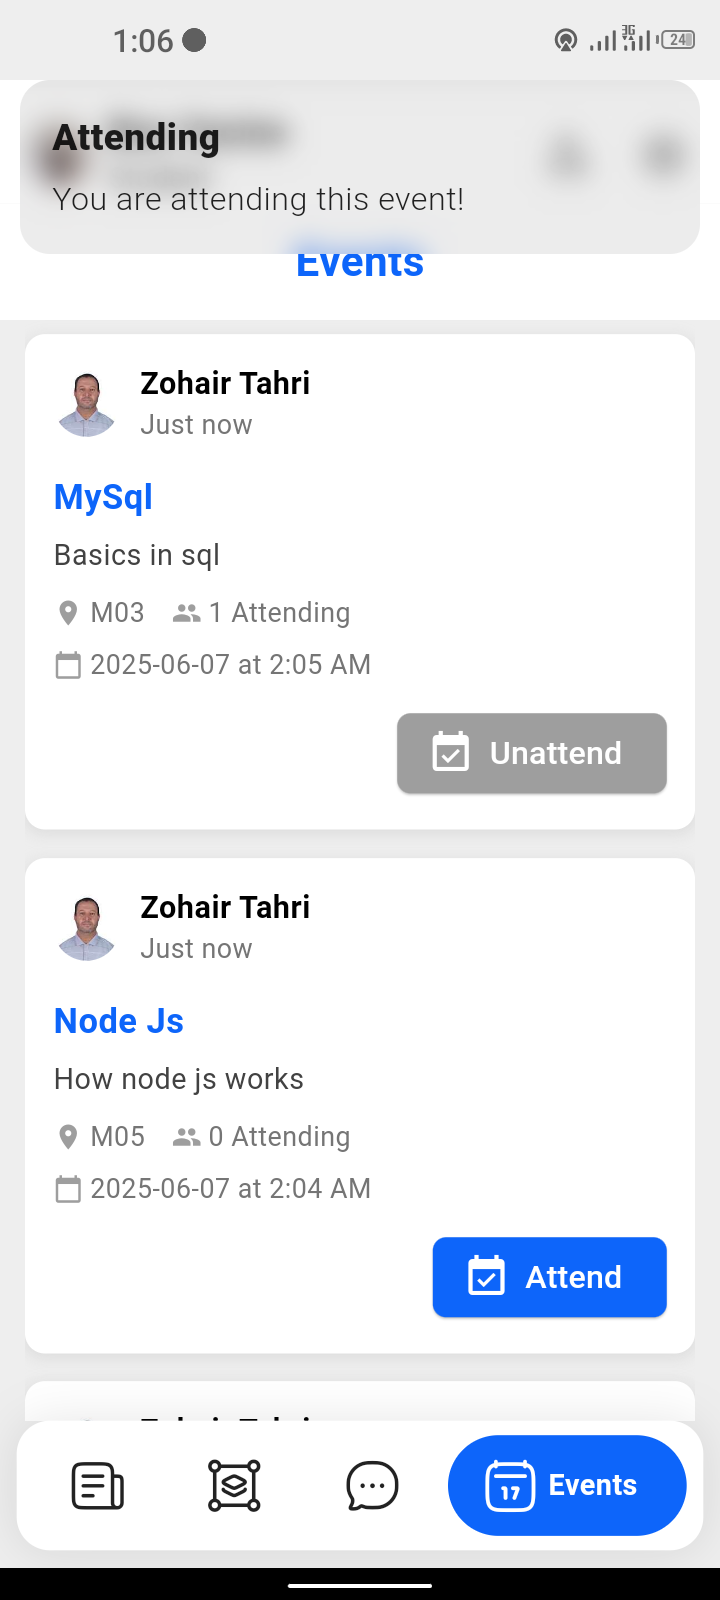 1:06
3G
24
Attending
You are attending this event!
Events
Zohair Tahri
Just now
MySql
Basics in sql
M03 1 Attending
2025-06-07 at 2:05 AM
Unattend
Zohair Tahri
Just now
Node Js
How node js works
M05 0 Attending
2025-06-07 at 2:04 AM
Attend
17 Events